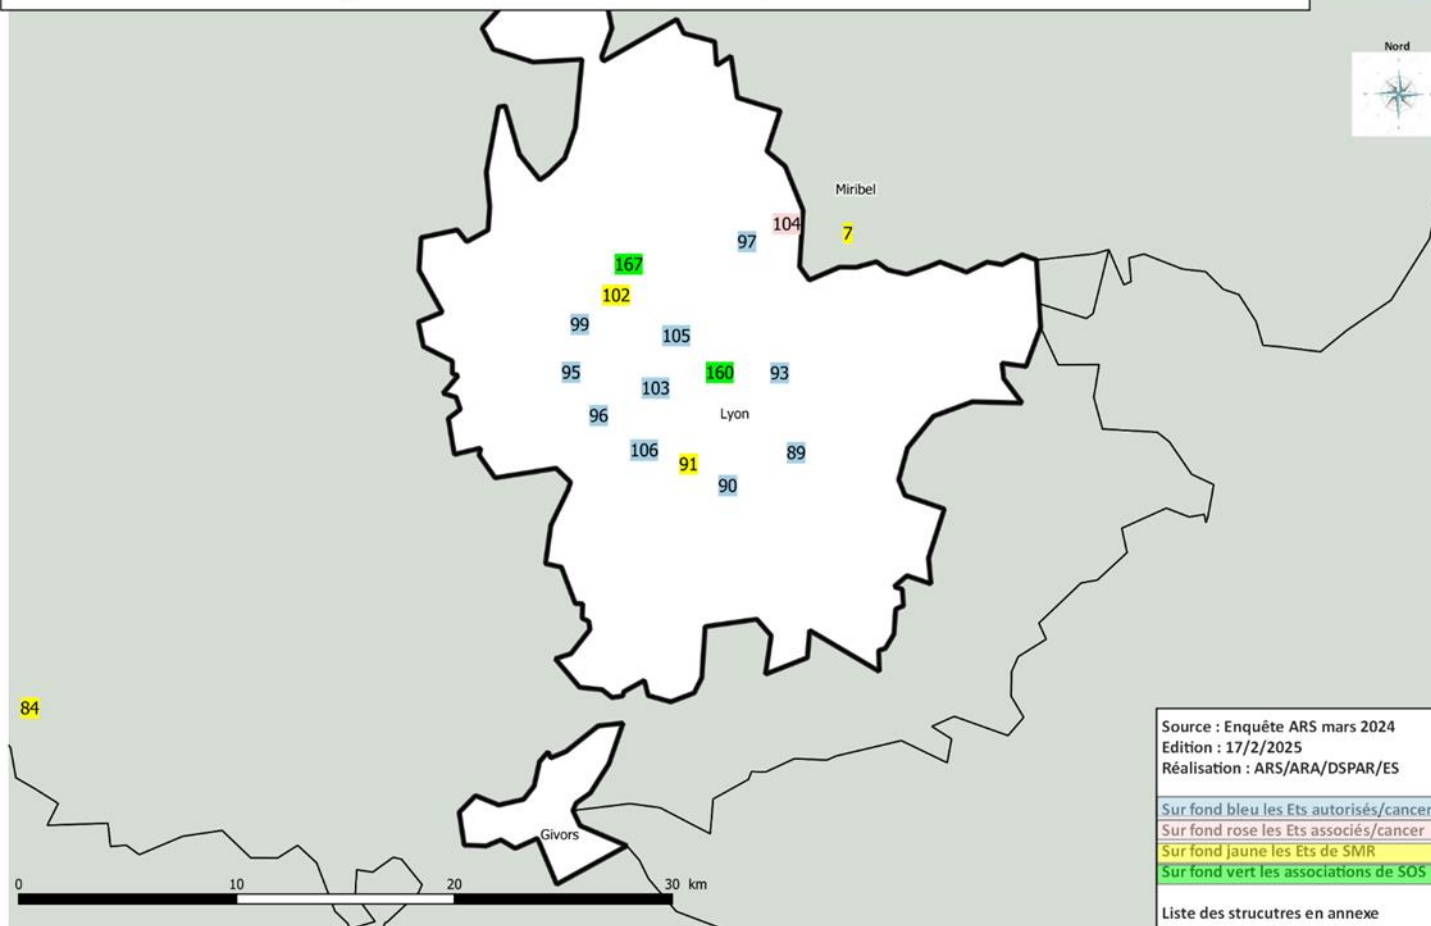 Nord
Miribel
104
7
97
167
102
99
105
95
160
93
103
96
Lyon
106
91
89
90
84
Givors
0 10 20 30 km
Source : Enquête ARS mars 2024
Edition : 17/2/2025
Réalisation : ARS/ARA/DSPAR/ES
Sur fond bleu les Ets autorisés/cancer
Sur fond rose les Ets associés/cancer
Sur fond jaune les Ets de SMR
Sur fond vert les associations de SOS
Liste des strucutres en annexe